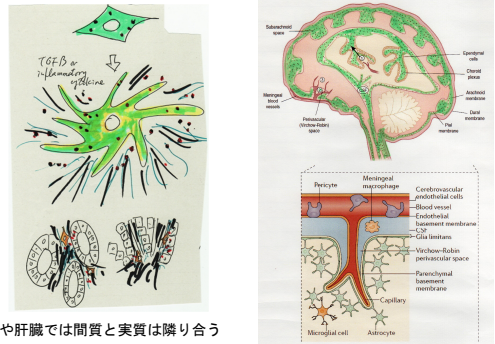 TGFβ or
inflammatory
cytokine
や肝臓では間質と実質は隣り合う
Subarachnoid
space
Meningeal
blood
vessels
Perivascular
(Virchow-Robin)
space
Ependymal
cells
Choroid
plexus
Arachnoid
membrane
Dural
membrane
Pial
membrane
Pericyte
Meningeal
macrophage
Cerebrovascular
endothelial cells
Blood vessel
Endothelial
basement membrane
CSF
Glia limitans
Virchow–Robin
perivascular space
Parenchymal
basement
membrane
Capillary
Microglial cell
Astrocyte